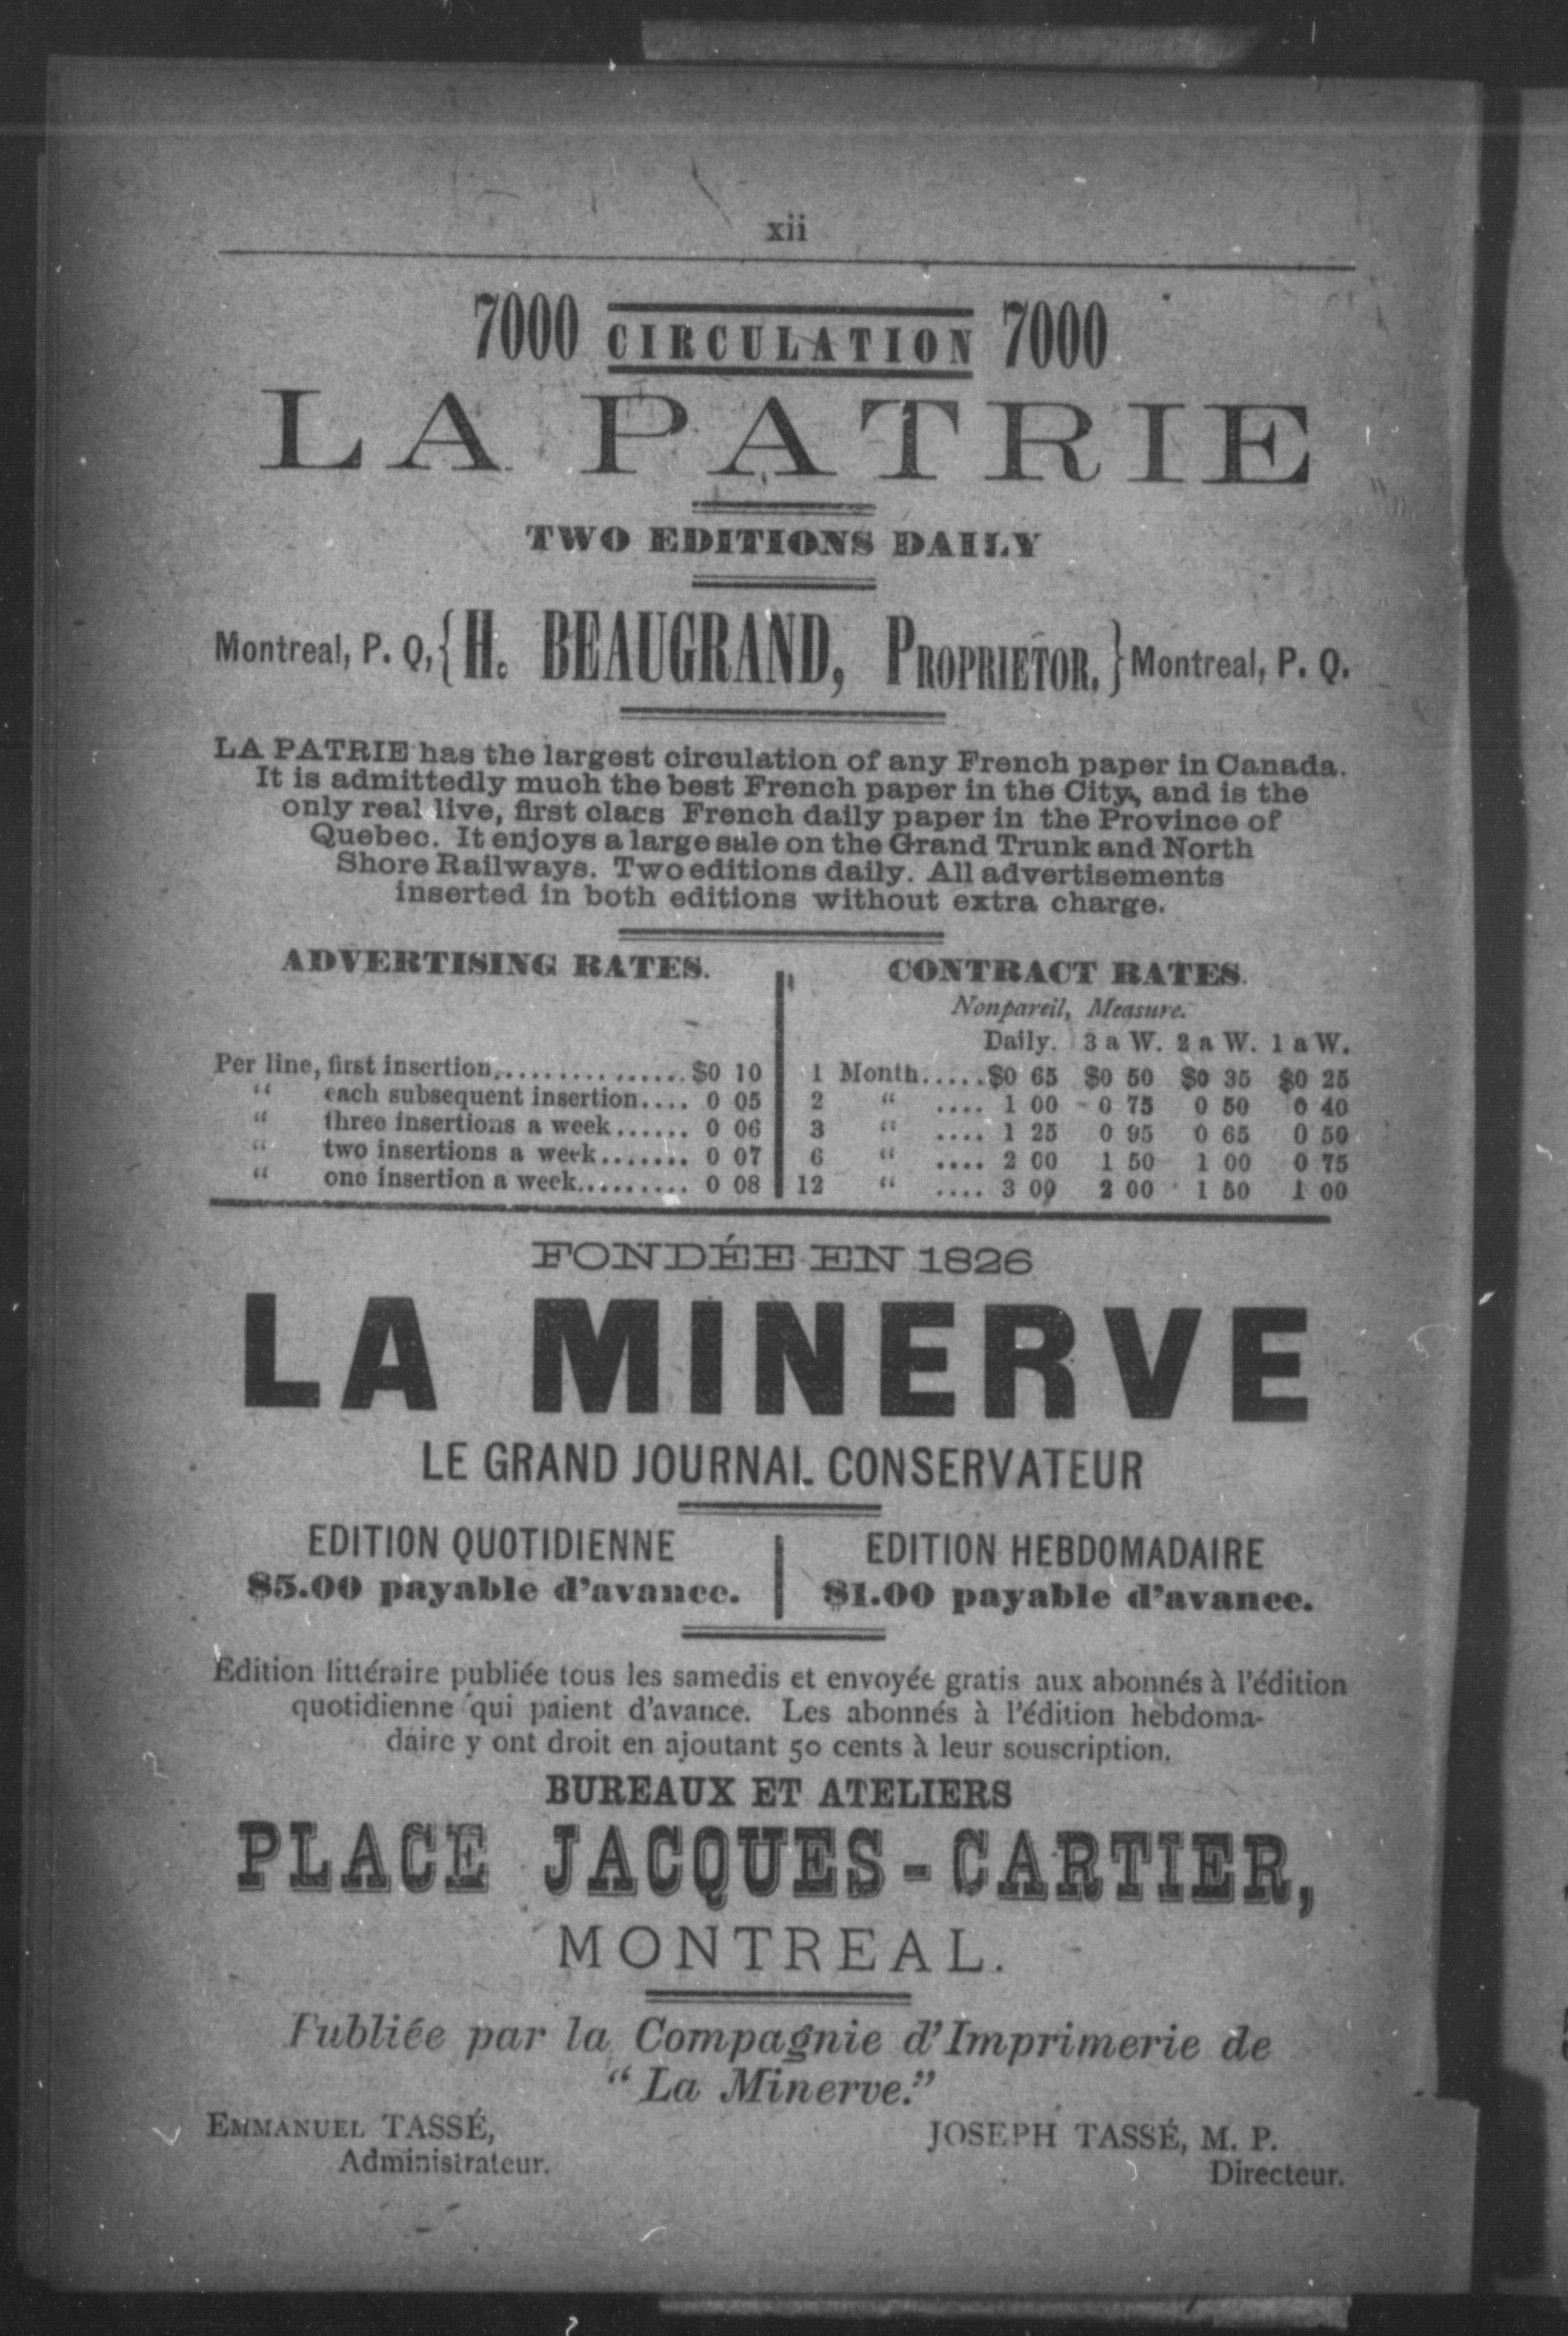 xii
7000 CIRCULATION 7000
LA PATRIE
TWO EDITIONS DAILY
Montreal, P. Q, { H. BEAUGRAND, PROPRIETOR. } Montreal, P. Q.
LA PATRIE has the largest circulation of any French paper in Canada.
It is admittedly much the best French paper in the City, and is the
only real live, first class French daily paper in the Province of
Quebec. It enjoys a large sale on the Grand Trunk and North
Shore Railways. Two editions daily. All advertisements
inserted in both editions without extra charge.
ADVERTISING RATES.
Per line, first insertion................$0 10
“ each subsequent insertion.... 0 05
“ three insertions a week...... 0 06
“ two insertions a week....... 0 07
“ one insertion a week.......... 0 08
CONTRACT RATES.
Nonpareil, Measure.
Daily. 3 a W. 2 a W. 1 a W.
1 Month.....$0 65 $0 50 $0 35 $0 25
2 “ .... 1 00 0 75 0 50 0 40
3 “ .... 1 25 0 95 0 65 0 50
6 “ .... 2 00 1 50 1 00 0 75
12 “ .... 3 00 2 00 1 50 1 00
FONDÉE EN 1826
LA MINERVE
LE GRAND JOURNAL CONSERVATEUR
EDITION QUOTIDIENNE
$5.00 payable d'avance.
EDITION HEBDOMADAIRE
$1.00 payable d'avance.
Edition littéraire publiée tous les samedis et envoyée gratis aux abonnés à l'édition
quotidienne qui paient d'avance. Les abonnés à l'édition hebdoma-
daire y ont droit en ajoutant 50 cents à leur souscription.
BUREAUX ET ATELIERS
PLACE JACQUES-CARTIER,
MONTREAL.
Publiée par la Compagnie d'Imprimerie de
“La Minerve.”
EMMANUEL TASSÉ,
Administrateur.
JOSEPH TASSÉ, M. P.
Directeur.